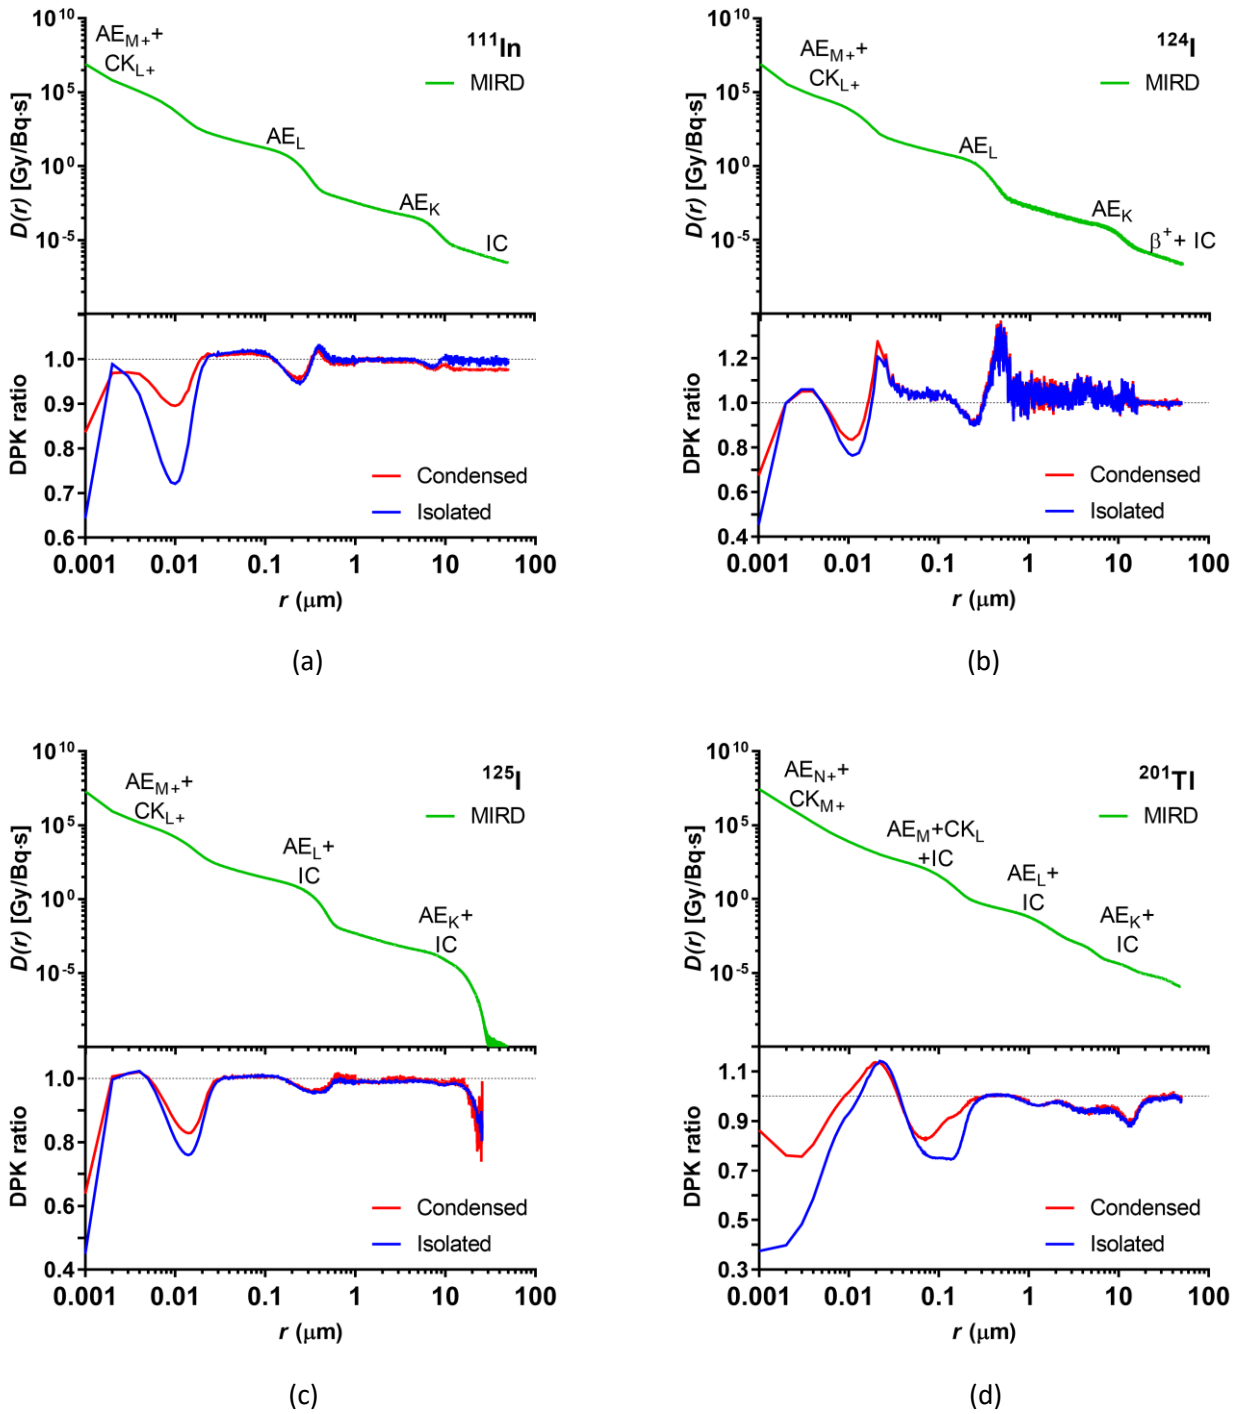 10^10
10^5
10^0
10^-5
D(r) [Gy/Bq·s]
AE_M+ +
CK_L+
AE_L
AE_K
IC
^111In
MIRD
1.0
0.9
0.8
0.7
0.6
DPK ratio
Condensed
Isolated
0.001 0.01 0.1 1 10 100
r (μm)
(a)
10^10
10^5
10^0
10^-5
D(r) [Gy/Bq·s]
AE_M+ +
CK_L+
AE_L
AE_K
β^+ + IC
^124I
MIRD
1.2
1.0
0.8
0.6
0.4
DPK ratio
Condensed
Isolated
0.001 0.01 0.1 1 10 100
r (μm)
(b)
10^10
10^5
10^0
10^-5
D(r) [Gy/Bq·s]
AE_M+ +
CK_L+
AE_L +
IC
AE_K +
IC
^125I
MIRD
1.0
0.8
0.6
0.4
DPK ratio
Condensed
Isolated
0.001 0.01 0.1 1 10 100
r (μm)
(c)
10^10
10^5
10^0
10^-5
D(r) [Gy/Bq·s]
AE_N+ +
CK_M+
AE_M+CK_L
+IC
AE_L +
IC
AE_K +
IC
^201Tl
MIRD
1.1
0.9
0.7
0.5
0.3
DPK ratio
Condensed
Isolated
0.001 0.01 0.1 1 10 100
r (μm)
(d)